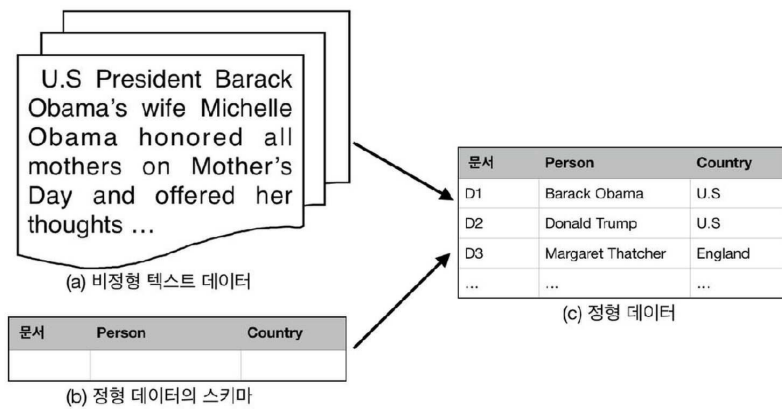 U.S President Barack
Obama's wife Michelle
Obama honored all
mothers on Mother's
Day and offered her
thoughts ...
(a) 비정형 텍스트 데이터
문서 Person Country
(b) 정형 데이터의 스키마
문서 Person Country
D1 Barack Obama U.S
D2 Donald Trump U.S
D3 Margaret Thatcher England
... ... ...
(c) 정형 데이터